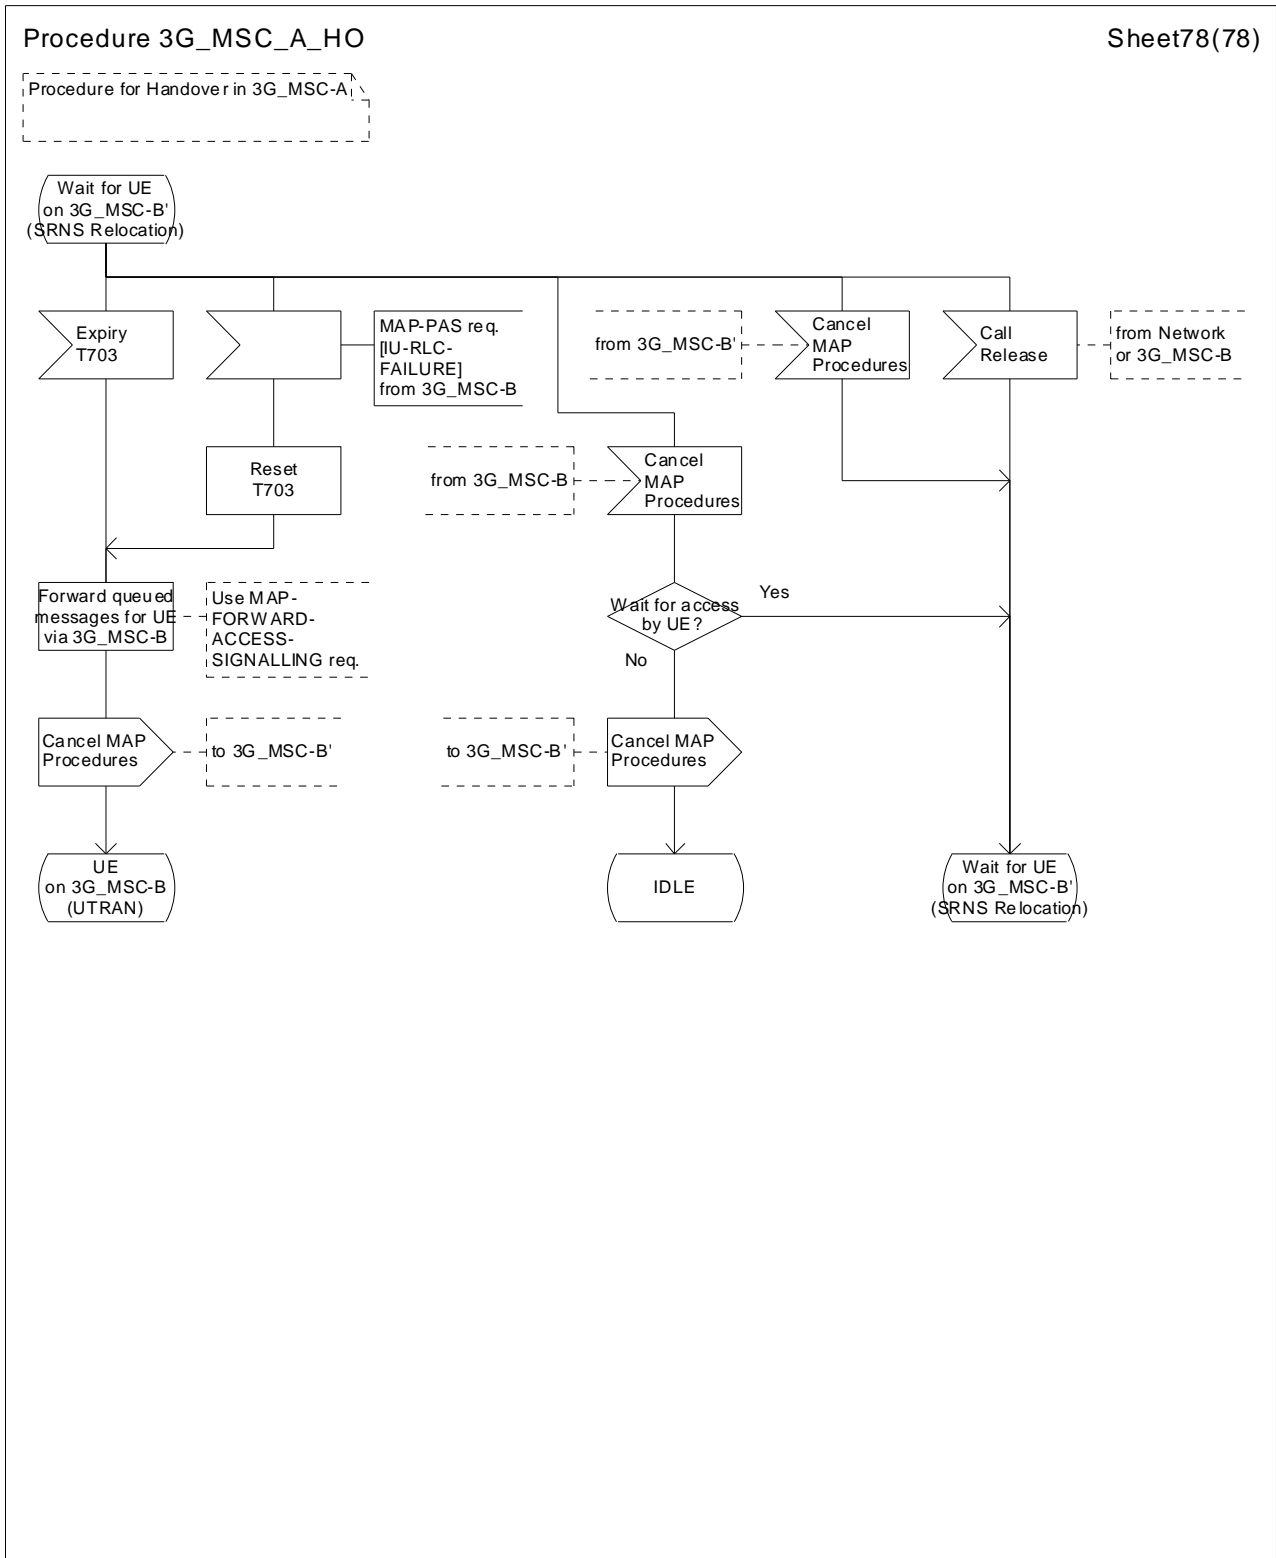 Procedure 3G_MSC_A_HO
Sheet78(78)
Procedure for Handover in 3G_MSC-A
Wait for UE
on 3G_MSC-B'
(SRNS Relocation)
Expiry
T703
MAP-PAS req.
[IU-RLC-
FAILURE]
from 3G_MSC-B
from 3G_MSC-B'
Cancel
MAP
Procedures
Call
Release
from Network
or 3G_MSC-B
Reset
T703
from 3G_MSC-B
Cancel
MAP
Procedures
Forward queued
messages for UE
via 3G_MSC-B
Use MAP-
FORWARD-
ACCESS-
SIGNALLING req.
Wait for access
by UE?
Yes
No
Cancel MAP
Procedures
to 3G_MSC-B'
to 3G_MSC-B'
Cancel MAP
Procedures
UE
on 3G_MSC-B
(UTRAN)
IDLE
Wait for UE
on 3G_MSC-B'
(SRNS Relocation)